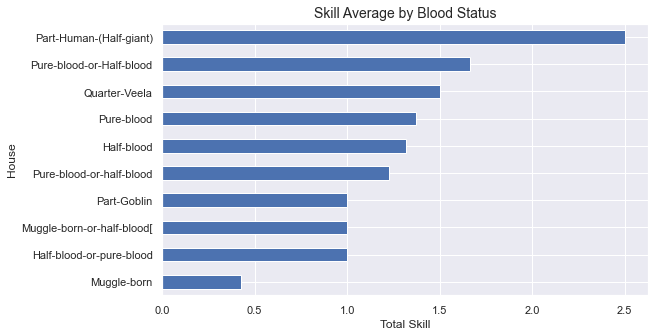 Skill Average by Blood Status
House
Part-Human-(Half-giant)
Pure-blood-or-Half-blood
Quarter-Veela
Pure-blood
Half-blood
Pure-blood-or-half-blood
Part-Goblin
Muggle-born-or-half-blood[
Half-blood-or-pure-blood
Muggle-born
0.0 0.5 1.0 1.5 2.0 2.5
Total Skill